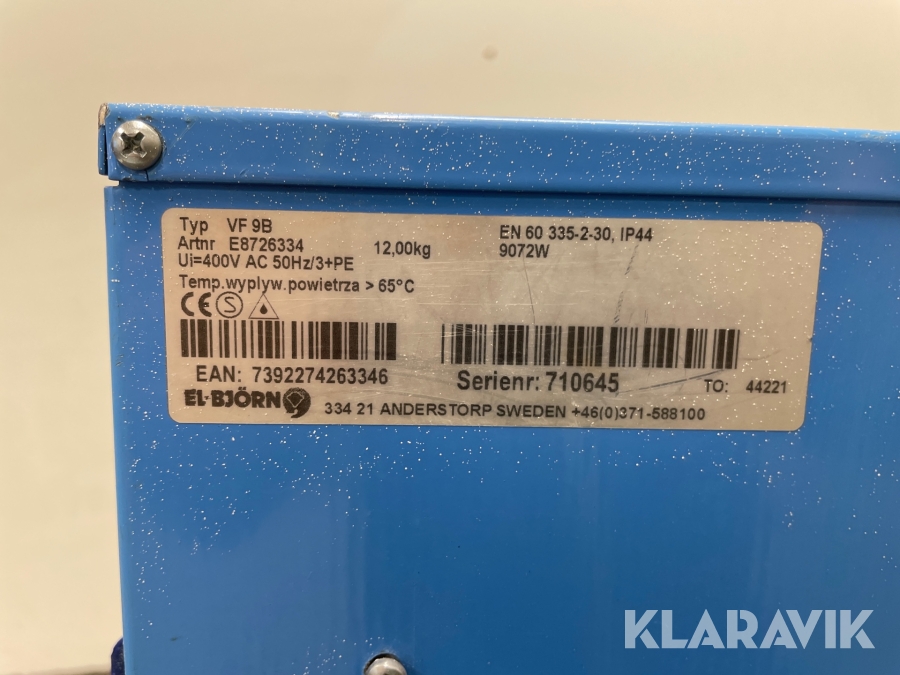 Typ VF 9B
Artnr E8726334 12,00kg
Ui=400V AC 50Hz/3+PE
EN 60 335-2-30, IP44
9072W
Temp.wypływ.powietrza > 65°C
CE S
EAN: 7392274263346
Serienr: 710645
TO: 44221
EL-BJÖRN
334 21 ANDERSTORP SWEDEN +46(0)371-588100
KLARAVIK